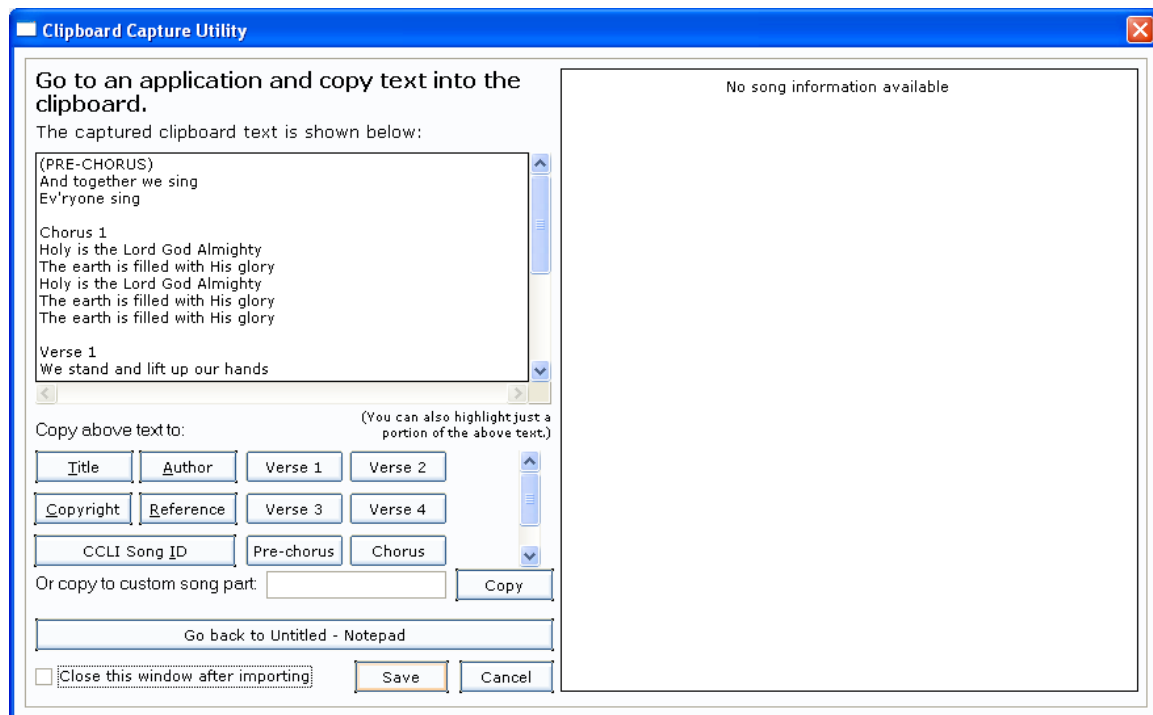 Clipboard Capture Utility
Go to an application and copy text into the
clipboard.
The captured clipboard text is shown below:
(PRE-CHORUS)
And together we sing
Ev'ryone sing
Chorus 1
Holy is the Lord God Almighty
The earth is filled with His glory
Holy is the Lord God Almighty
The earth is filled with His glory
The earth is filled with His glory
Verse 1
We stand and lift up our hands
Copy above text to:
(You can also highlight just a
portion of the above text.)
Title Author Verse 1 Verse 2
Copyright Reference Verse 3 Verse 4
CCLI Song ID Pre-chorus Chorus
Or copy to custom song part: Copy
Go back to Untitled - Notepad
Close this window after importing Save Cancel
No song information available